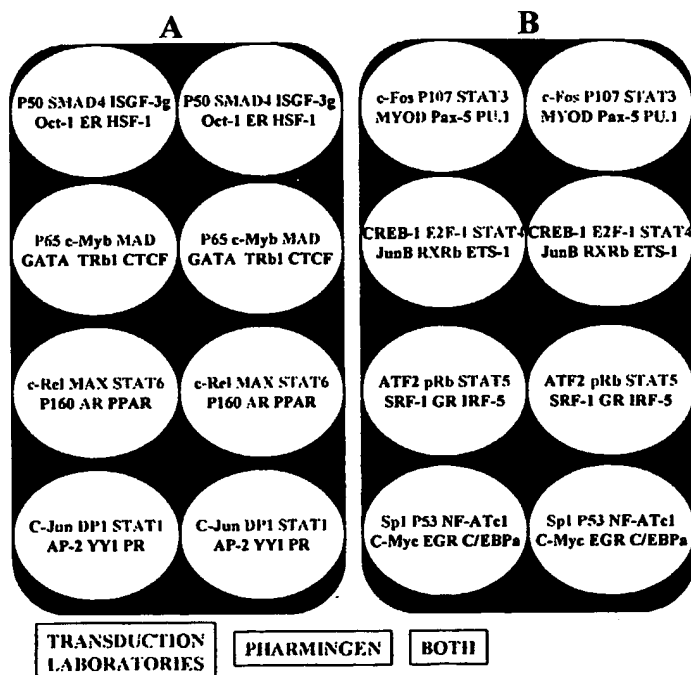 A
B
P50 SMAD4 ISGF-3g
Oct-1 ER HSF-1
P50 SMAD4 ISGF-3g
Oct-1 ER HSF-1
c-Fos P107 STAT3
MYOD Pax-5 PU.1
c-Fos P107 STAT3
MYOD Pax-5 PU.1
P65 c-Myb MAD
GATA TRb1 CTCF
P65 c-Myb MAD
GATA TRb1 CTCF
CREB-1 E2F-1 STAT4
JunB RXRb ETS-1
CREB-1 E2F-1 STAT4
JunB RXRb ETS-1
c-Rel MAX STAT6
P160 AR PPAR
c-Rel MAX STAT6
P160 AR PPAR
ATF2 pRb STAT5
SRF-1 GR IRF-5
ATF2 pRb STAT5
SRF-1 GR IRF-5
C-Jun DP1 STAT1
AP-2 YY1 PR
C-Jun DP1 STAT1
AP-2 YY1 PR
Sp1 P53 NF-ATc1
C-Myc EGR C/EBPa
Sp1 P53 NF-ATc1
C-Myc EGR C/EBPa
TRANSDUCTION
LABORATORIES
PHARMINGEN
BOTH